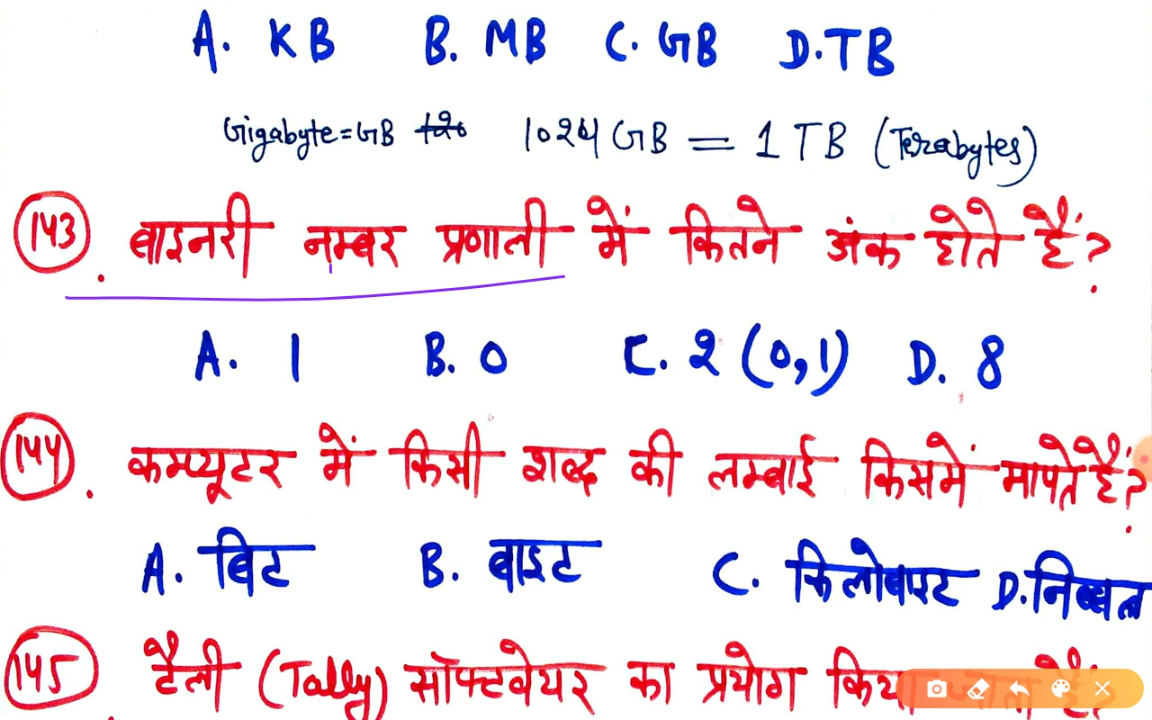 A. KB B. MB C. GB D. TB
Gigabyte=GB 1024 GB = 1 TB (Terabytes)
143. बाइनरी नम्बर प्रणाली में कितने अंक होते हैं?
A. 1 B. 0 C. 2 (0,1) D. 8
144. कम्प्यूटर में किसी शब्द की लम्बाई किसमें मापते हैं?
A. बिट B. बाइट C. किलोबाइट D. निब्बल
145. टैली (Tally) सॉफ्टवेयर का प्रयोग किया जाता है?